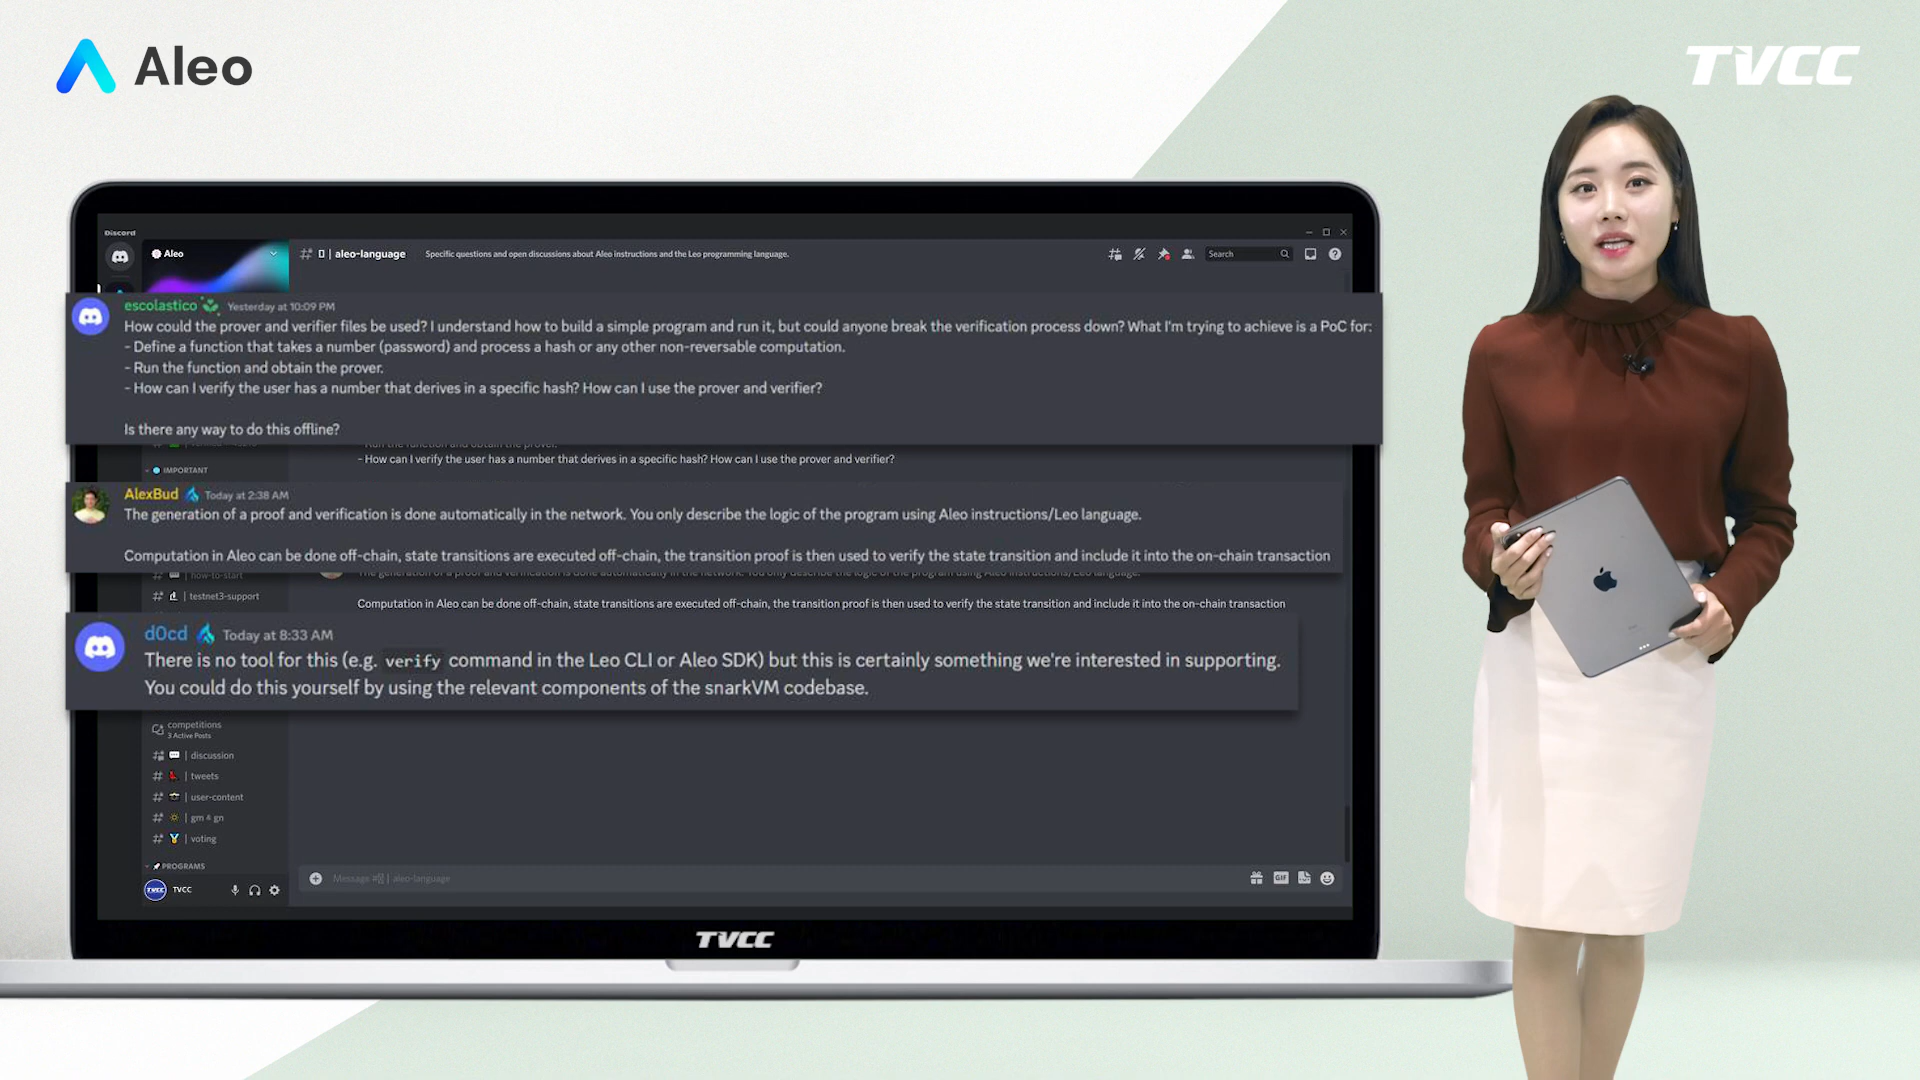 Aleo
TVCC
Discord
Aleo
| aleo-language
Specific questions and open discussions about Aleo instructions and the Leo programming language.
Search
escolastico Yesterday at 10:09 PM
How could the prover and verifier files be used? I understand how to build a simple program and run it, but could anyone break the verification process down? What I'm trying to achieve is a PoC for:
- Define a function that takes a number (password) and process a hash or any other non-reversable computation.
- Run the function and obtain the prover.
- How can I verify the user has a number that derives in a specific hash? How can I use the prover and verifier?
Is there any way to do this offline?
- How can I verify the user has a number that derives in a specific hash? How can I use the prover and verifier?
IMPORTANT
AlexBud Today at 2:38 AM
The generation of a proof and verification is done automatically in the network. You only describe the logic of the program using Aleo instructions/Leo language.
Computation in Aleo can be done off-chain, state transitions are executed off-chain, the transition proof is then used to verify the state transition and include it into the on-chain transaction
# | how-to-start
# | testnet3-support
Computation in Aleo can be done off-chain, state transitions are executed off-chain, the transition proof is then used to verify the state transition and include it into the on-chain transaction
d0cd Today at 8:33 AM
There is no tool for this (e.g. verify command in the Leo CLI or Aleo SDK) but this is certainly something we're interested in supporting.
You could do this yourself by using the relevant components of the snarkVM codebase.
competitions
3 Active Posts
# | discussion
# | tweets
# | user-content
# | gm & gn
# | voting
PROGRAMS
TVCC
TVCC
Message # | aleo-language
GIF
TVCC
iPad